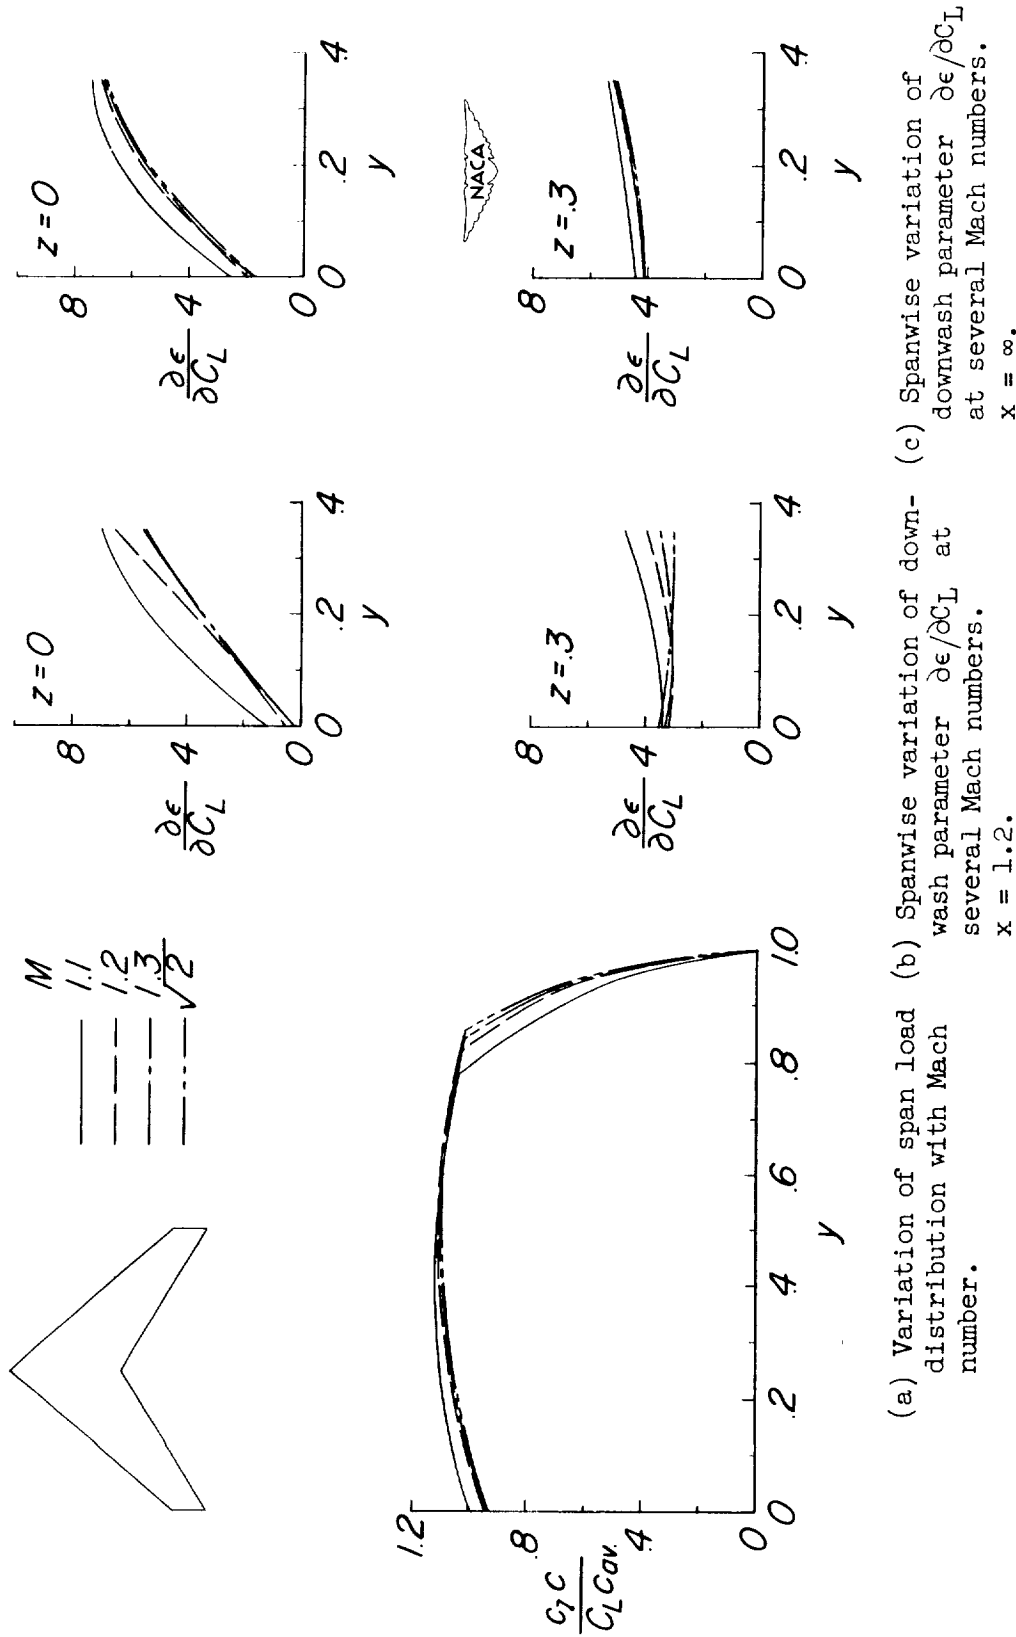 M
1.1
1.2
1.3
√2
c_l c / C_L c_av.
1.2
.8
.4
0
0 .2 .4 .6 .8 1.0
y
(a) Variation of span load
distribution with Mach
number.
z = 0
∂ϵ/∂C_L
8
4
0
0 .2 .4
y
z = .3
∂ϵ/∂C_L
8
4
0
0 .2 .4
y
(b) Spanwise variation of down-
wash parameter ∂ϵ/∂C_L at
several Mach numbers.
x = 1.2.
z = 0
∂ϵ/∂C_L
8
4
0
0 .2 .4
y
NACA
z = .3
∂ϵ/∂C_L
8
4
0
0 .2 .4
y
(c) Spanwise variation of
downwash parameter ∂ϵ/∂C_L
at several Mach numbers.
x = ∞.